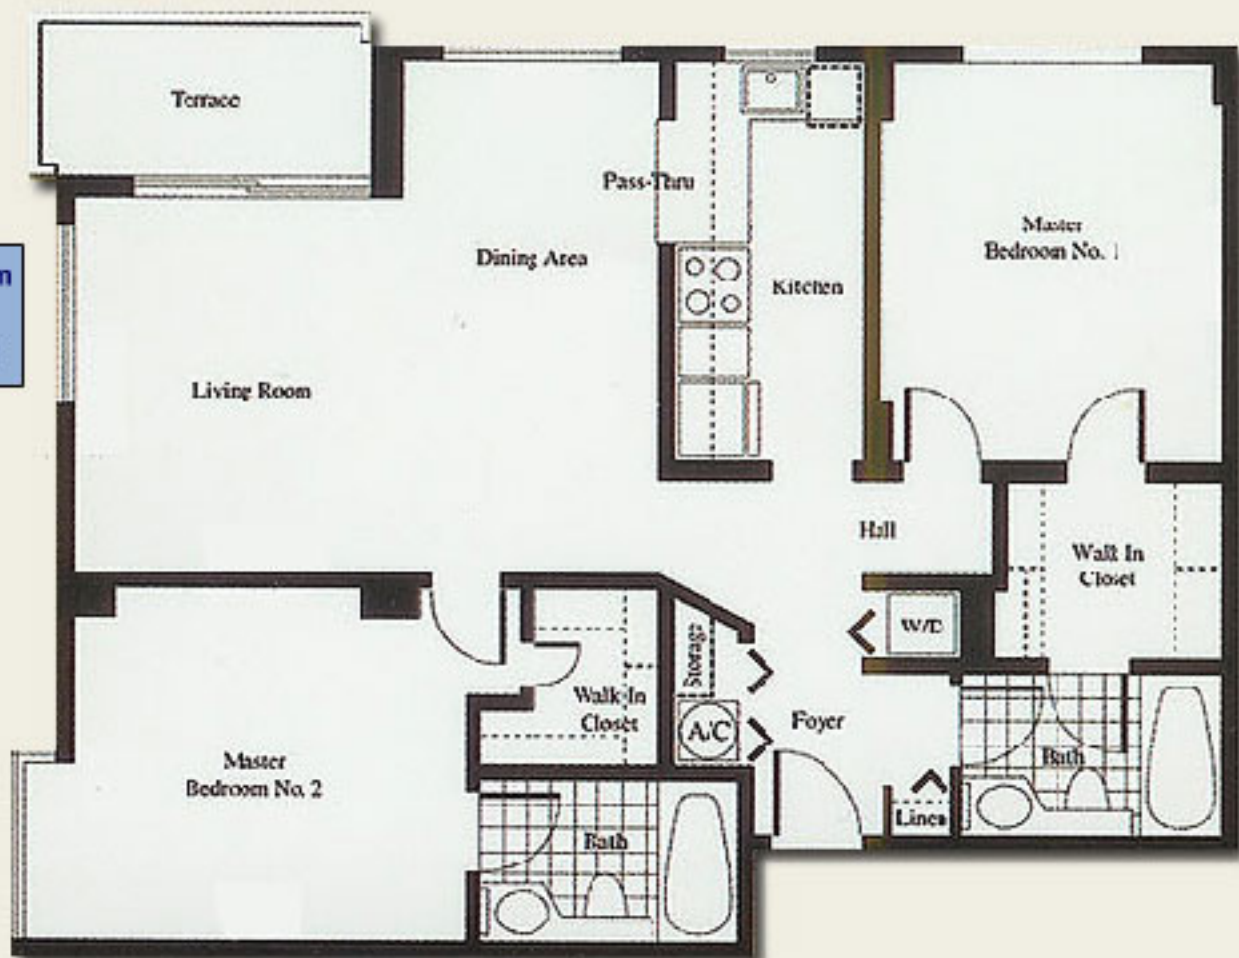 Terrace
Pass-Thru
Master
Bedroom No. 1
Dining Area
Kitchen
Living Room
Hall
Walk In
Closet
W/D
Storage
Walk-In
Closet
A/C
Foyer
Master
Bedroom No. 2
Bath
Linen
Bath